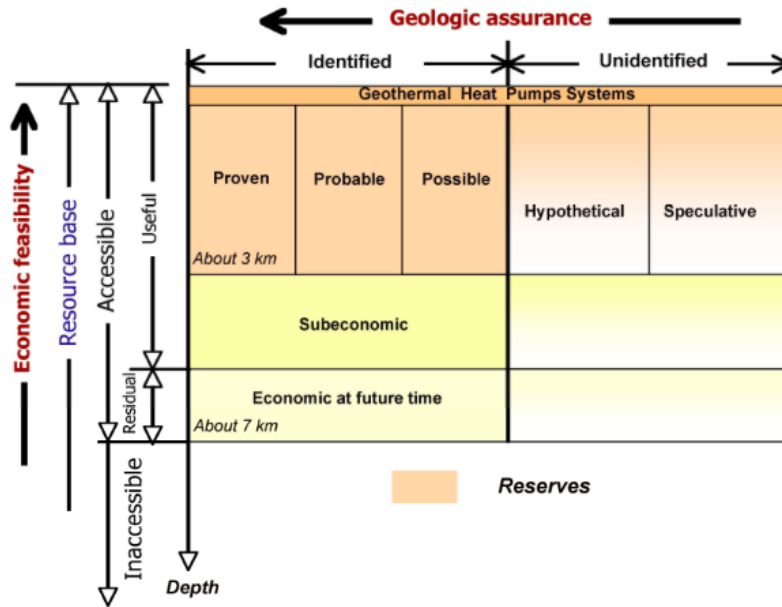 Geologic assurance
Identified
Unidentified
Geothermal Heat Pumps Systems
Economic feasibility
Resource base
Accessible
Useful
Proven
Probable
Possible
Hypothetical
Speculative
About 3 km
Subeconomic
Residual
Economic at future time
About 7 km
Inaccessible
Reserves
Depth